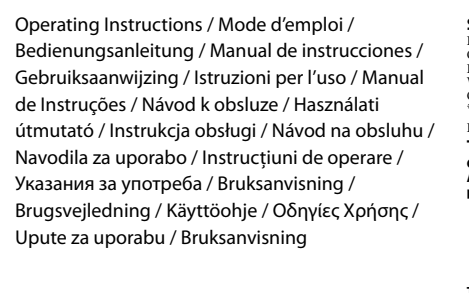 Operating Instructions / Mode d'emploi /
Bedienungsanleitung / Manual de instrucciones /
Gebruiksaanwijzing / Istruzioni per l'uso / Manual
de Instruções / Návod k obsluze / Használati
útmutató / Instrukcja obsługi / Návod na obsluhu /
Navodila za uporabo / Instrucțiuni de operare /
Указания за употреба / Bruksanvisning /
Brugsvejledning / Käyttöohje / Οδηγίες Χρήσης /
Upute za uporabu / Bruksanvisning